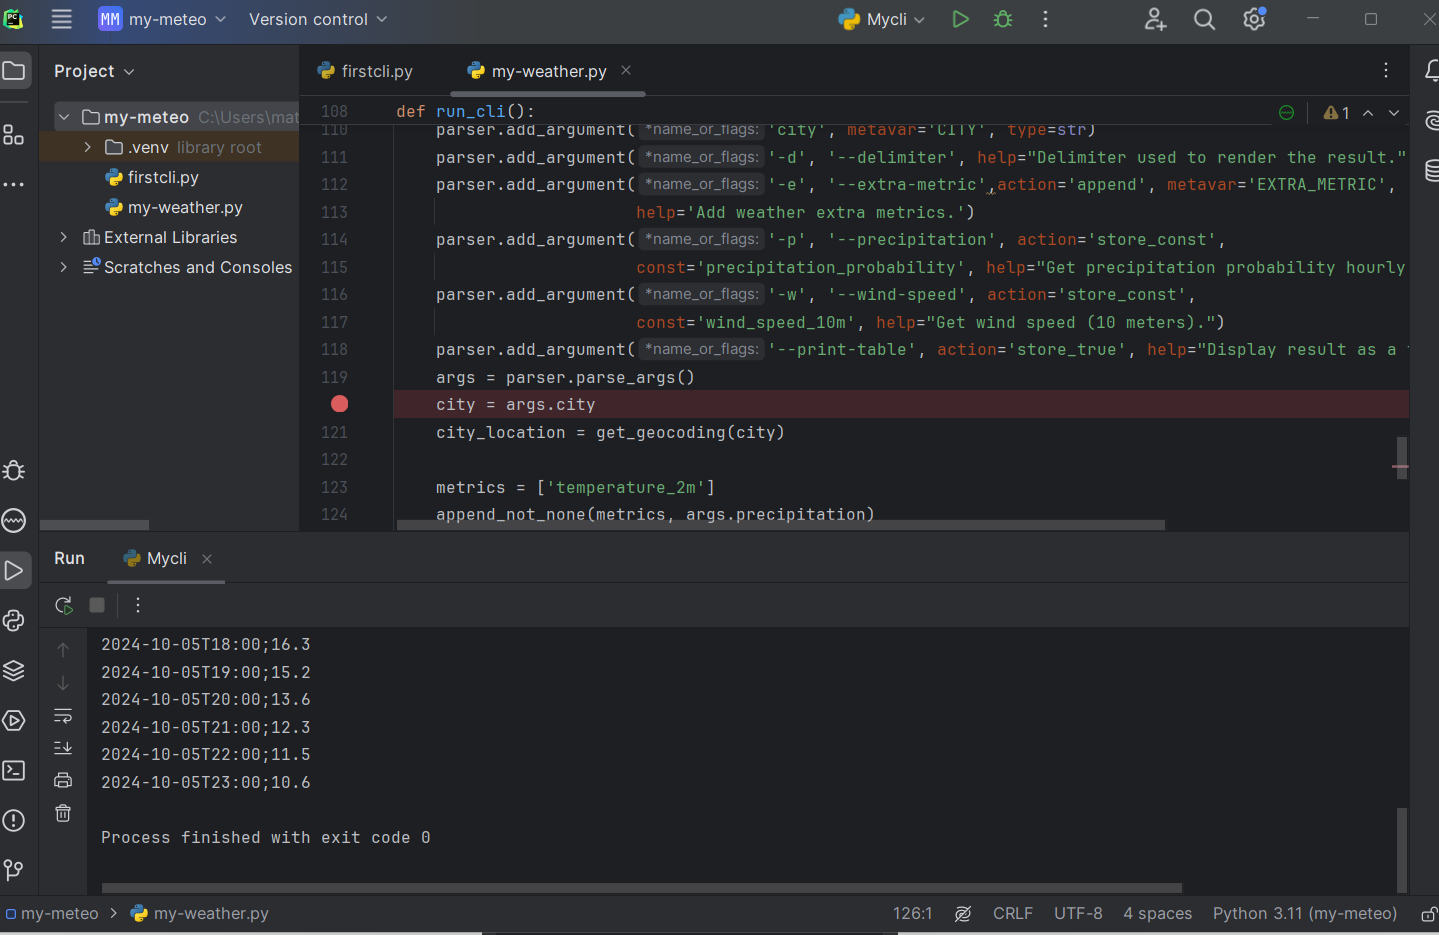 PC
MM my-meteo Version control Mycli
Project
firstcli.py my-weather.py
my-meteo C:\Users\mat
.venv library root
firstcli.py
my-weather.py
External Libraries
Scratches and Consoles
108 def run_cli(): 1
110 parser.add_argument( *name_or_flags: 'city', metavar='CITY', type=str)
111 parser.add_argument( *name_or_flags: '-d', '--delimiter', help="Delimiter used to render the result."
112 parser.add_argument( *name_or_flags: '-e', '--extra-metric',action='append', metavar='EXTRA_METRIC',
113 help='Add weather extra metrics.')
114 parser.add_argument( *name_or_flags: '-p', '--precipitation', action='store_const',
115 const='precipitation_probability', help="Get precipitation probability hourly
116 parser.add_argument( *name_or_flags: '-w', '--wind-speed', action='store_const',
117 const='wind_speed_10m', help="Get wind speed (10 meters).")
118 parser.add_argument( *name_or_flags: '--print-table', action='store_true', help="Display result as a
119 args = parser.parse_args()
city = args.city
121 city_location = get_geocoding(city)
122
123 metrics = ['temperature_2m']
124 append_not_none(metrics, args.precipitation)
Run Mycli
2024-10-05T18:00;16.3
2024-10-05T19:00;15.2
2024-10-05T20:00;13.6
2024-10-05T21:00;12.3
2024-10-05T22:00;11.5
2024-10-05T23:00;10.6
Process finished with exit code 0
my-meteo > my-weather.py 126:1 CRLF UTF-8 4 spaces Python 3.11 (my-meteo)